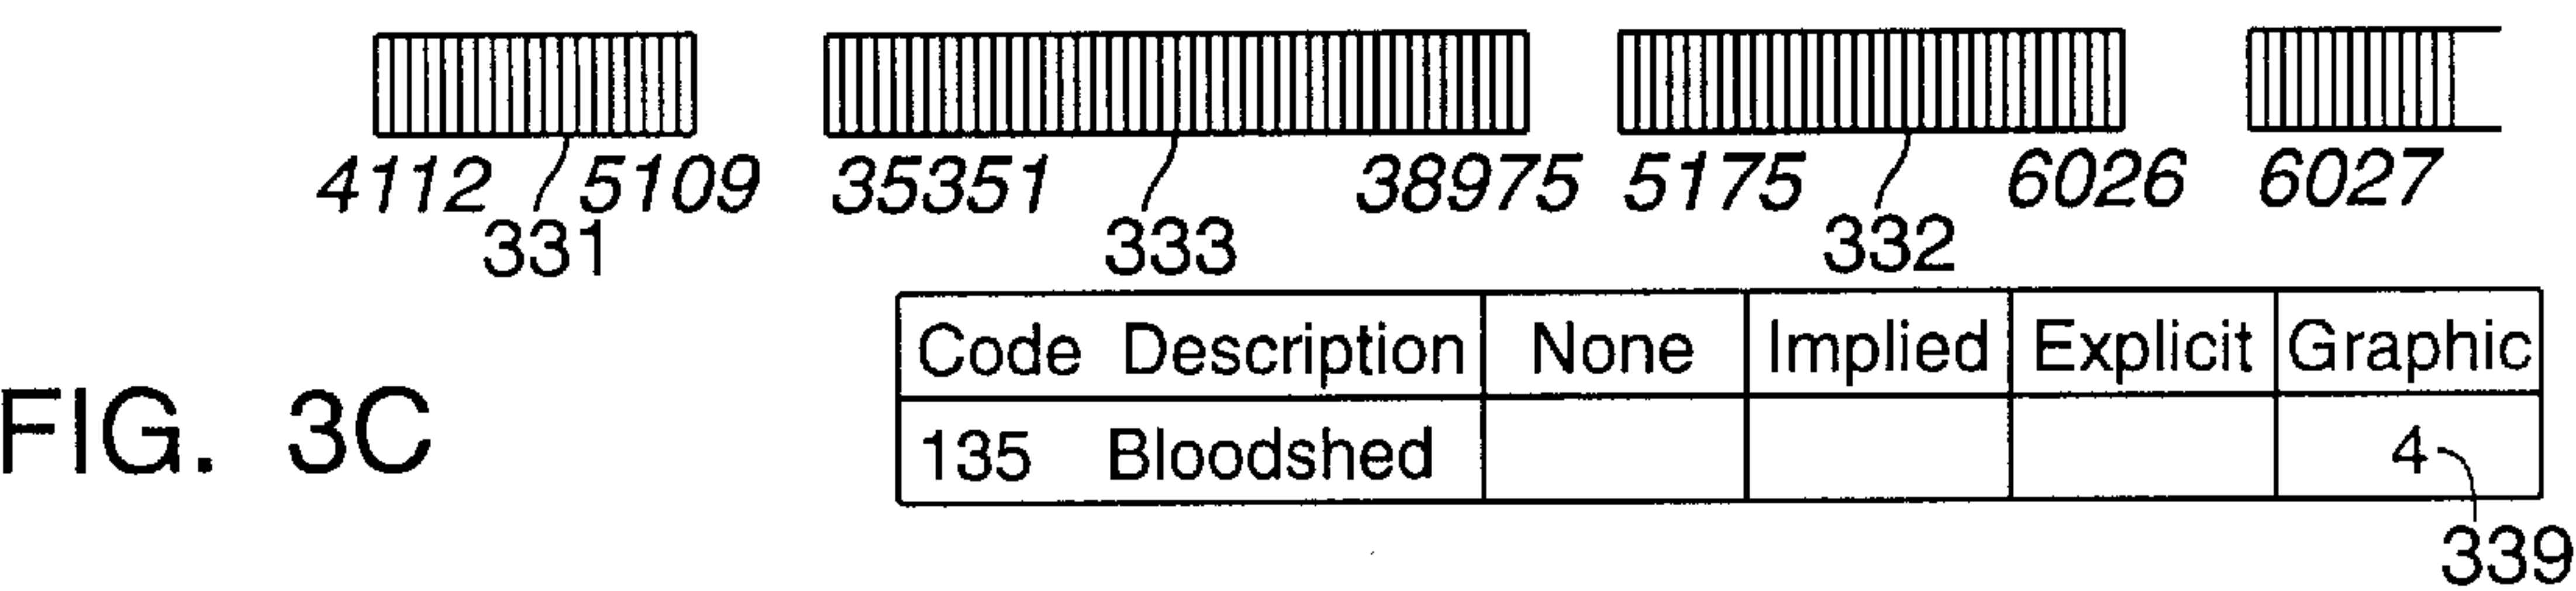 4112 5109 35351 38975 5175 6026 6027
331 333 332
Code Description None Implied Explicit Graphic
135 Bloodshed 4
FIG. 3C
339